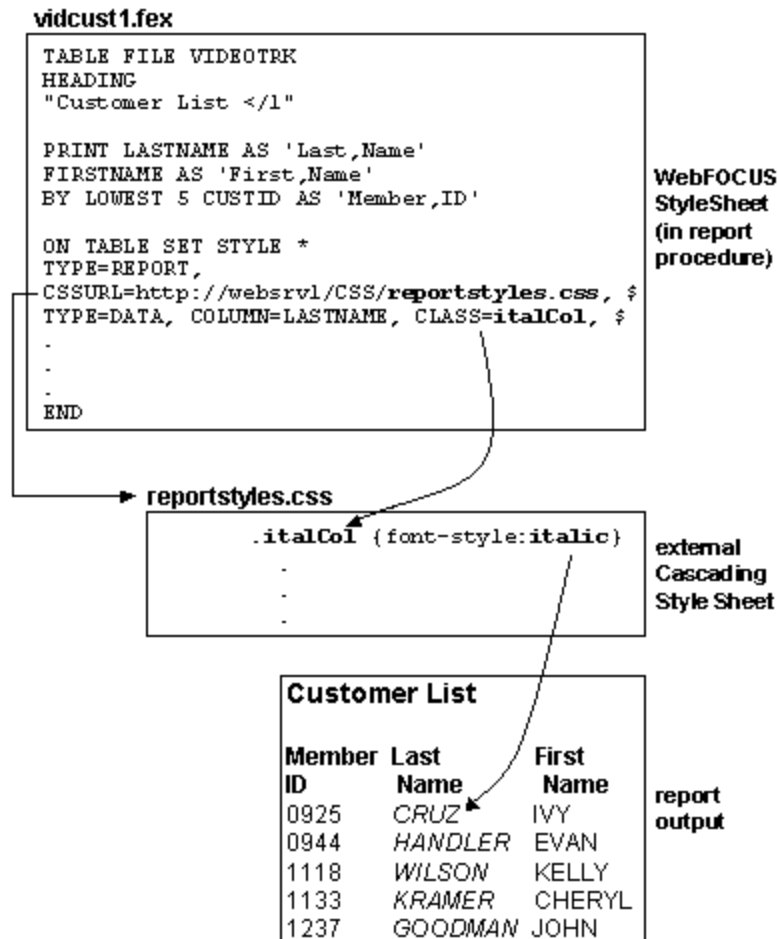 vidcust1.fex
TABLE FILE VIDEOTRK
HEADING
"Customer List </1"
PRINT LASTNAME AS 'Last,Name'
FIRSTNAME AS 'First,Name'
BY LOWEST 5 CUSTID AS 'Member,ID'
ON TABLE SET STYLE *
TYPE=REPORT,
CSSURL=http://websrv1/CSS/reportstyles.css, $
TYPE=DATA, COLUMN=LASTNAME, CLASS=italCol, $
.
.
.
END
WebFOCUS
StyleSheet
(in report
procedure)
reportstyles.css
.italCol {font-style:italic}
.
.
.
external
Cascading
Style Sheet
Customer List
Member Last First
ID Name Name
0925 CRUZ IVY
0944 HANDLER EVAN
1118 WILSON KELLY
1133 KRAMER CHERYL
1237 GOODMAN JOHN
report
output